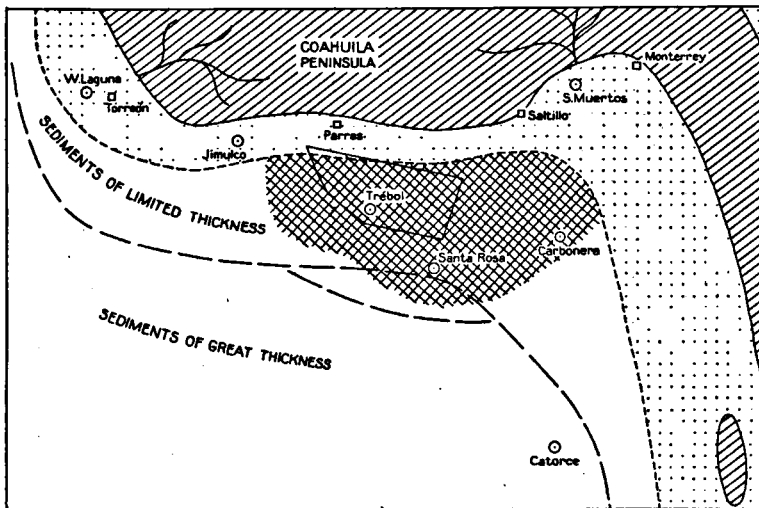 COAHUILA
PENINSULA
Monterrey
W. Laguna
Torreón
S. Muertos
Saltillo
Parras
Jimulco
SEDIMENTS OF LIMITED THICKNESS
Trébol
Carbonera
Santa Rosa
SEDIMENTS OF GREAT THICKNESS
Catorce